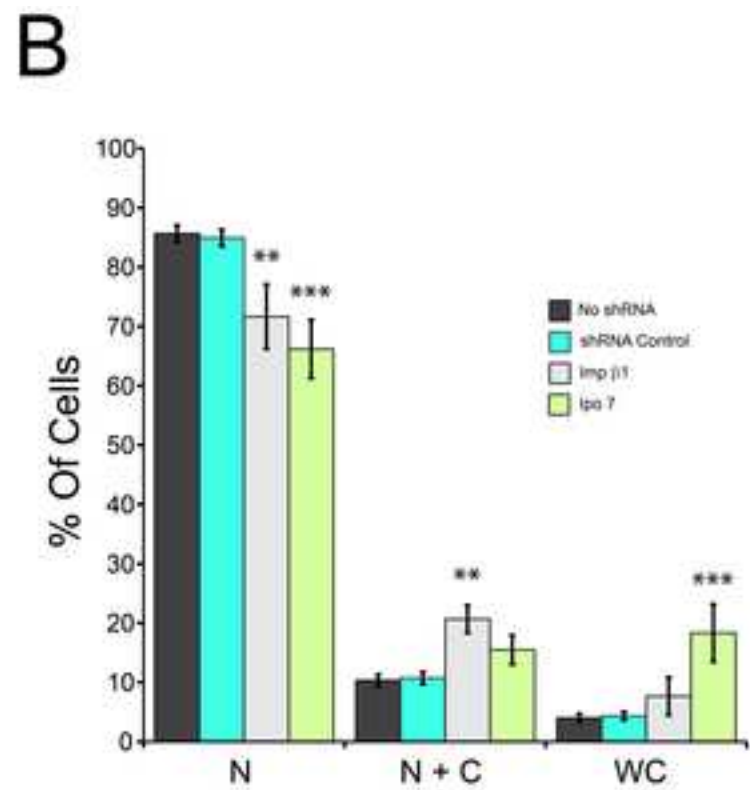 B
% Of Cells
100
90
80
70
60
50
40
30
20
10
0
**
***
**
***
No shRNA
shRNA Control
Imp β1
Ipo 7
N
N + C
WC